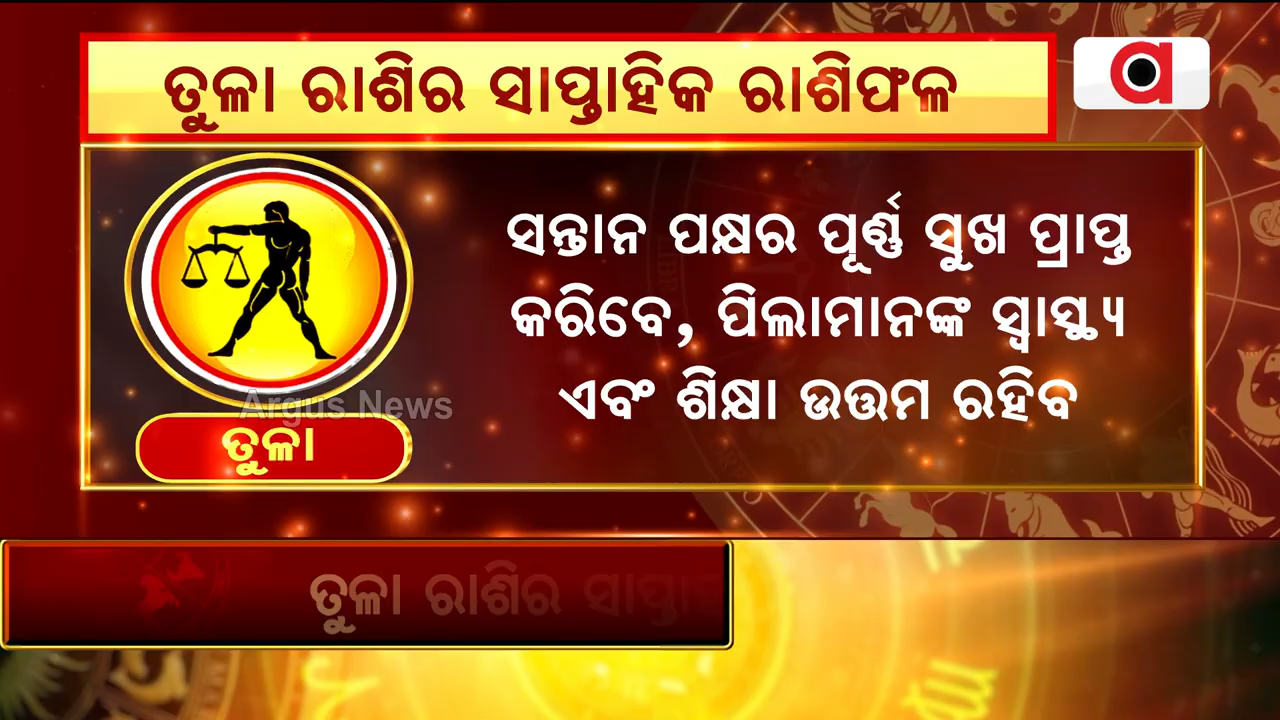 ତୁଳା ରାଶିର ସାପ୍ତାହିକ ରାଶିଫଳ
ସନ୍ତାନ ପକ୍ଷର ପୂର୍ଣ୍ଣ ସୁଖ ପ୍ରାପ୍ତ
କରିବେ, ପିଲାମାନଙ୍କ ସ୍ୱାସ୍ଥ୍ୟ
ଏବଂ ଶିକ୍ଷା ଉତ୍ତମ ରହିବ
Argus News
ତୁଳା
ତୁଳା ରାଶିର